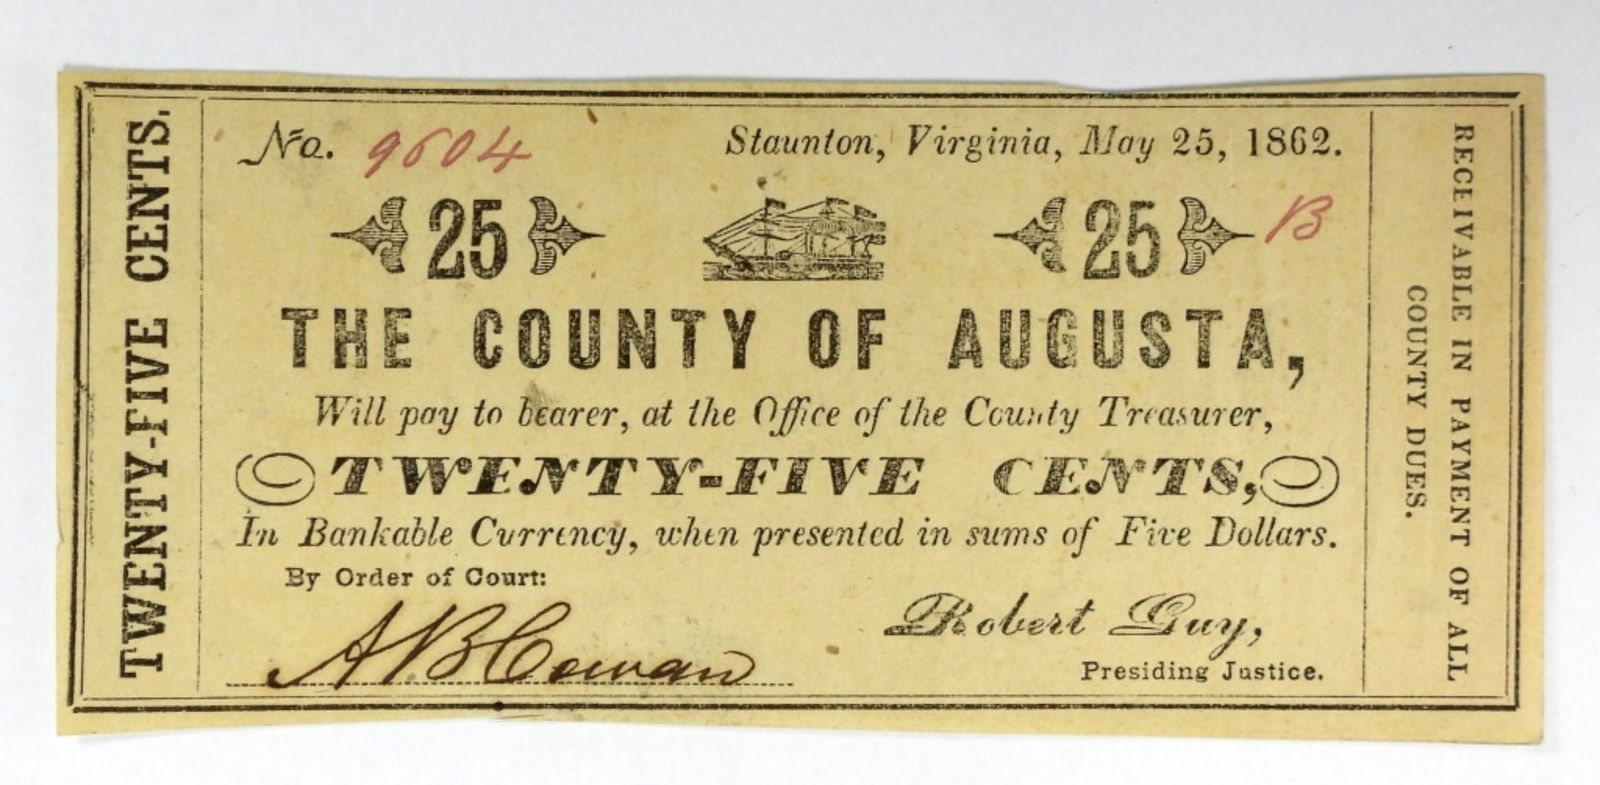 TWENTY-FIVE CENTS.
No. 9604
Staunton, Virginia, May 25, 1862.
25 25 B
THE COUNTY OF AUGUSTA,
Will pay to bearer, at the Office of the County Treasurer,
TWENTY-FIVE CENTS,
In Bankable Currency, when presented in sums of Five Dollars.
By Order of Court:
A B Cowan
Robert Guy,
Presiding Justice.
RECEIVABLE IN PAYMENT OF ALL
COUNTY DUES.